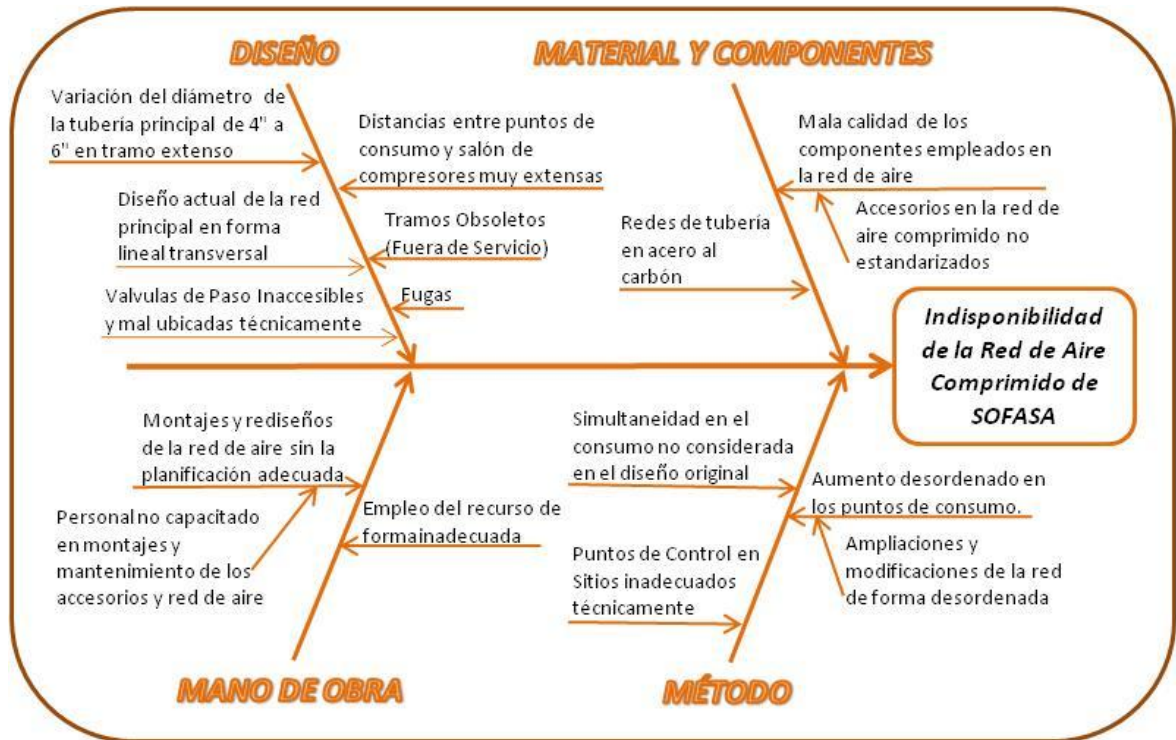 DISEÑO
Variación del diámetro de
la tubería principal de 4" a
6" en tramo extenso
Distancias entre puntos de
consumo y salón de
compresores muy extensas
Diseño actual de la red
principal en forma
lineal transversal
Tramos Obsoletos
(Fuera de Servicio)
Valvulas de Paso Inaccesibles
y mal ubicadas técnicamente
Fugas
MATERIAL Y COMPONENTES
Mala calidad de los
componentes empleados en
la red de aire
Accesorios en la red de
aire comprimido no
estandarizados
Redes de tubería
en acero al
carbón
Indisponibilidad
de la Red de Aire
Comprimido de
SOFASA
Montajes y rediseños
de la red de aire sin la
planificación adecuada
Personal no capacitado
en montajes y
mantenimiento de los
accesorios y red de aire
Empleo del recurso de
formainadecuada
MANO DE OBRA
Simultaneidad en el
consumo no considerada
en el diseño original
Aumento desordenado en
los puntos de consumo.
Ampliaciones y
modificaciones de la red
de forma desordenada
Puntos de Control en
Sitios inadecuados
técnicamente
MÉTODO